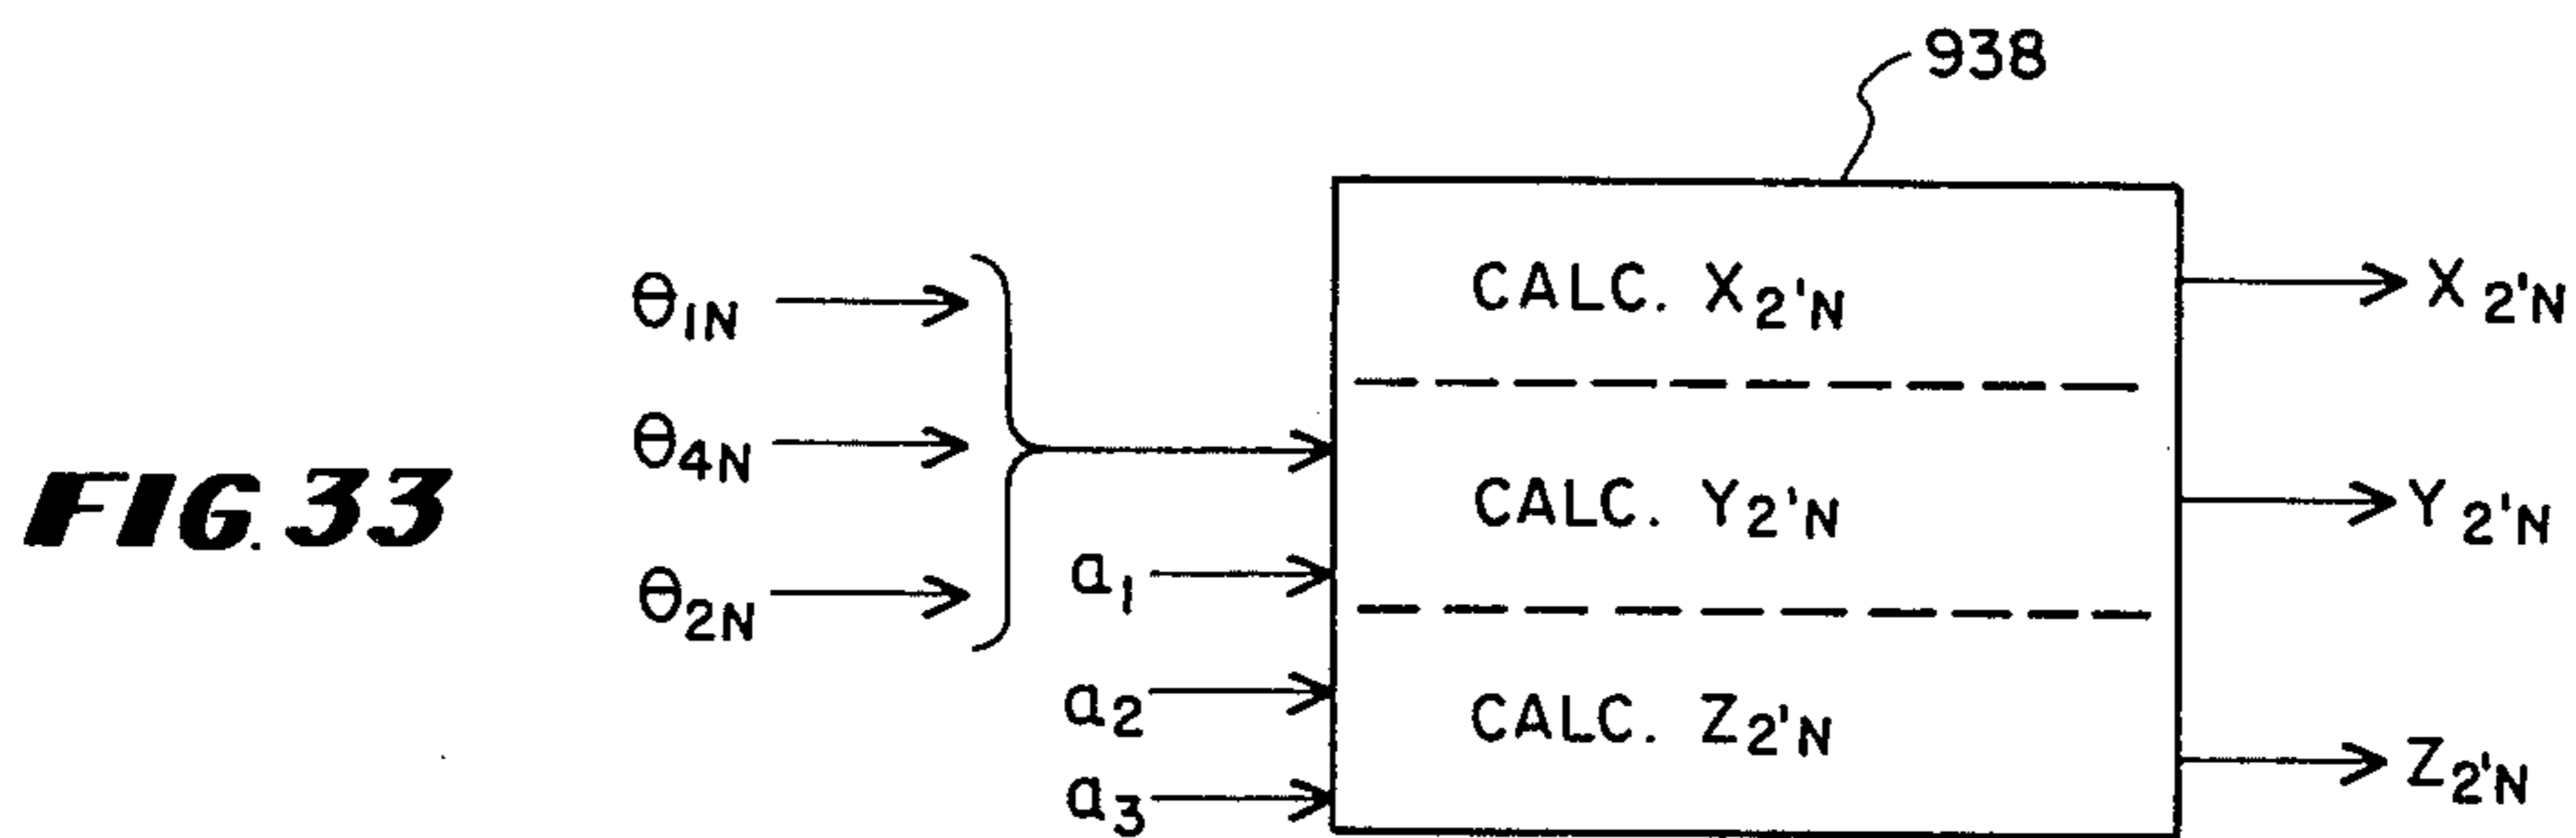 938
θ1N
θ4N
θ2N
a1
a2
a3
CALC. X2'N
CALC. Y2'N
CALC. Z2'N
X2'N
Y2'N
Z2'N
FIG. 33